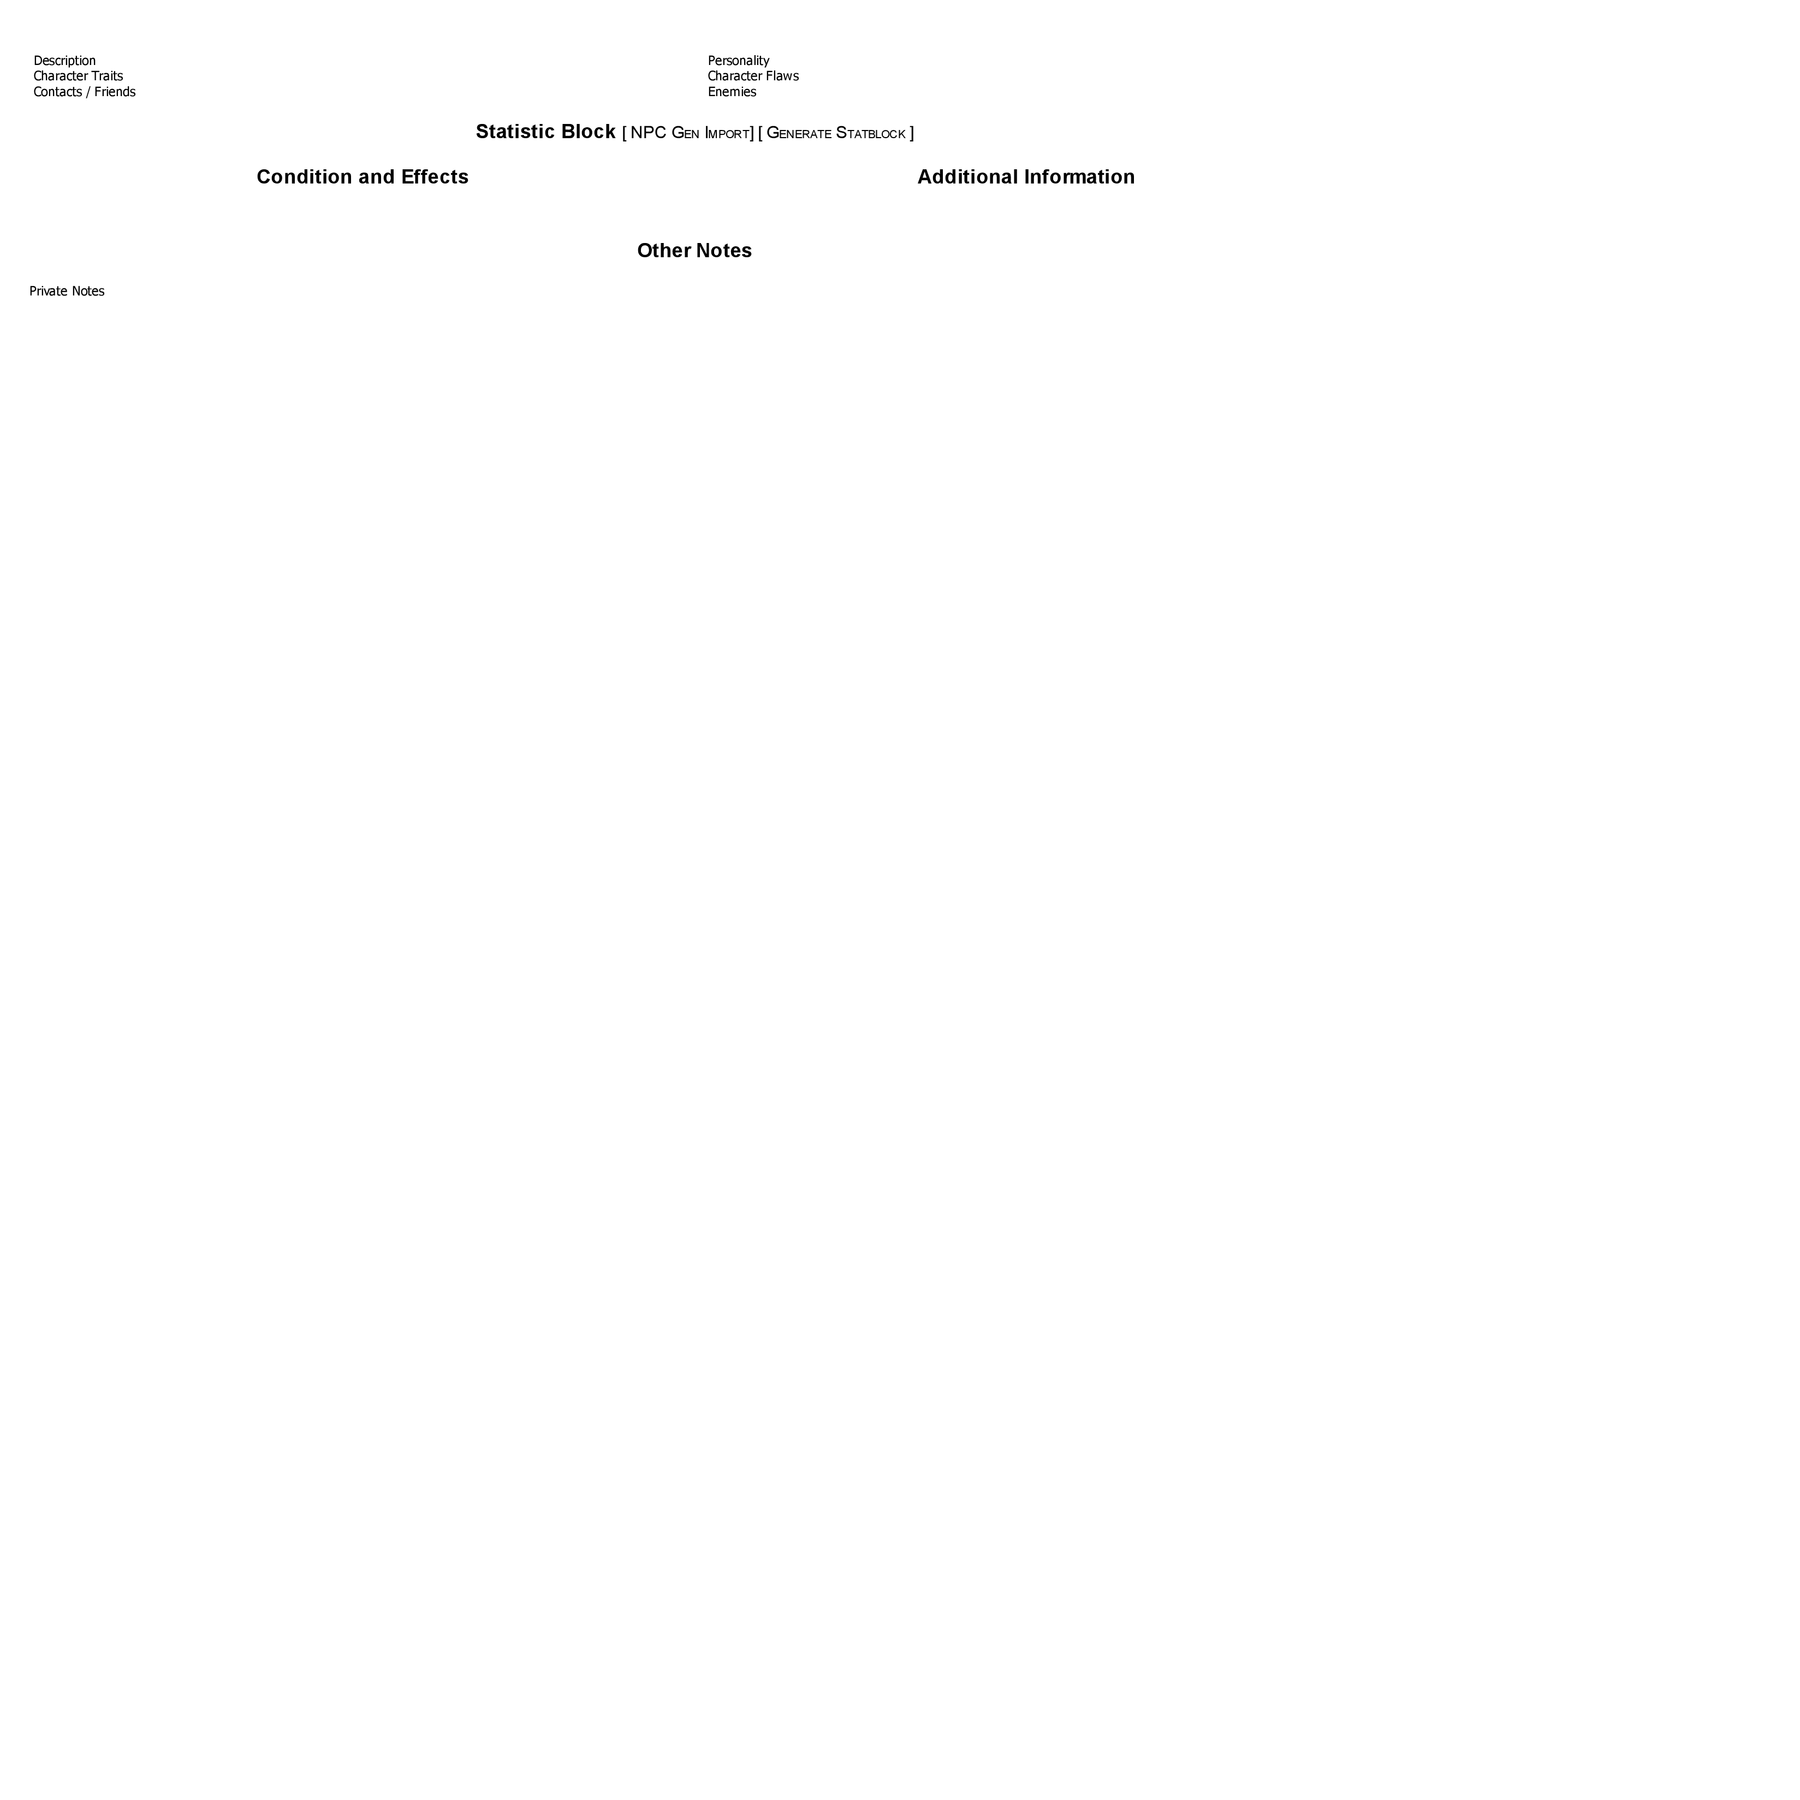 Description
Personality
Character Traits
Character Flaws
Contacts / Friends
Enemies
Statistic Block [ NPC Gen Import] [ Generate Statblock ]
Condition and Effects
Additional Information
Other Notes
Private Notes